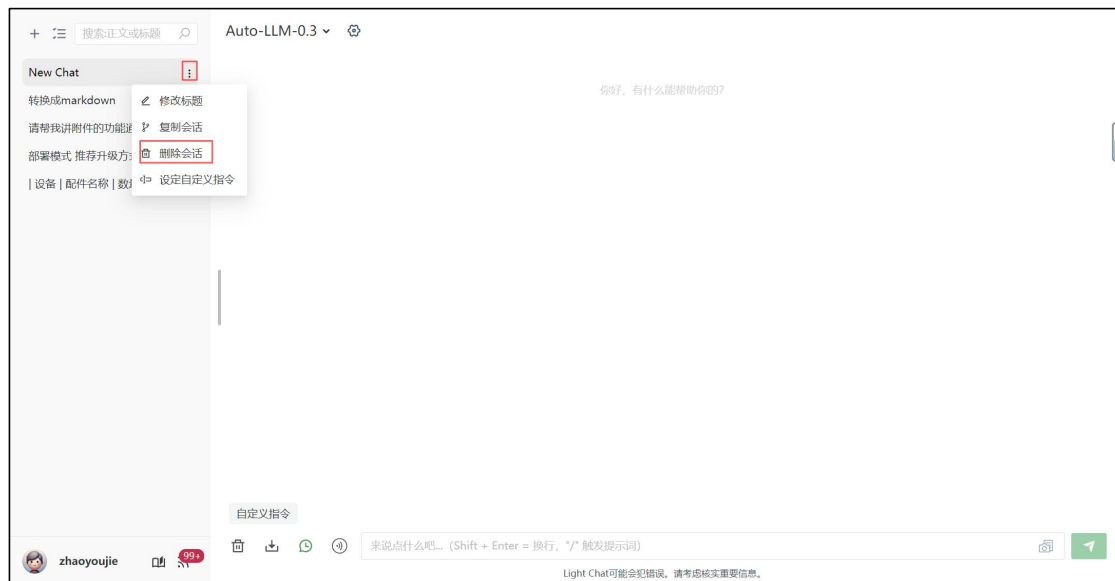 搜索:正文或标题
Auto-LLM-0.3
New Chat
你好，有什么能帮助你的?
转换成markdown
修改标题
请帮我讲附件的功能
复制会话
部署模式 推荐升级方
删除会话
| 设备 | 配件名称 | 数
设定自定义指令
自定义指令
来说点什么吧... (Shift + Enter = 换行，"/" 触发提示词)
zhaoyoujie
99+
Light Chat可能会犯错误。请考虑核实重要信息。